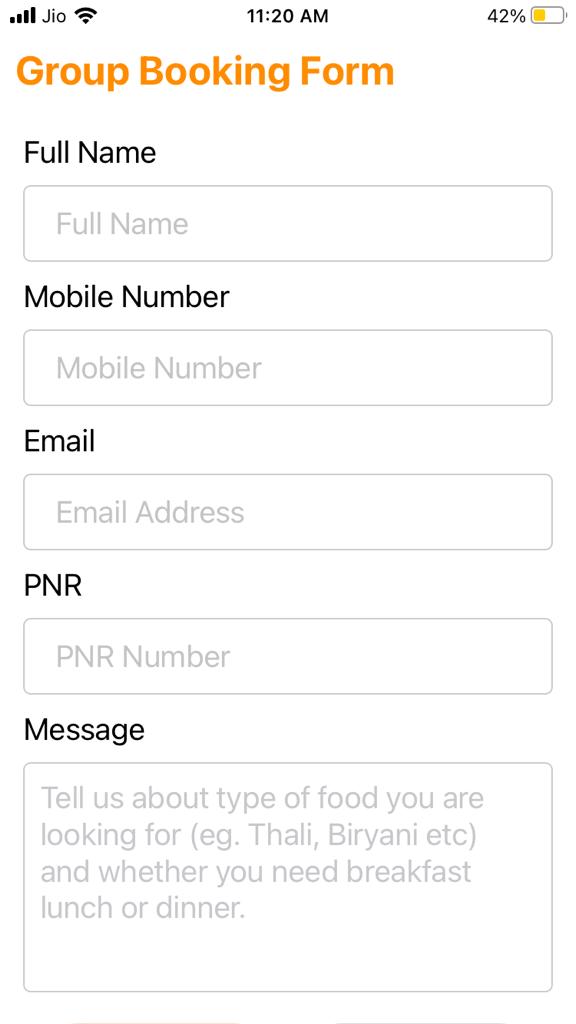 Jio 11:20 AM 42%
Group Booking Form
Full Name
Full Name
Mobile Number
Mobile Number
Email
Email Address
PNR
PNR Number
Message
Tell us about type of food you are
looking for (eg. Thali, Biryani etc)
and whether you need breakfast
lunch or dinner.